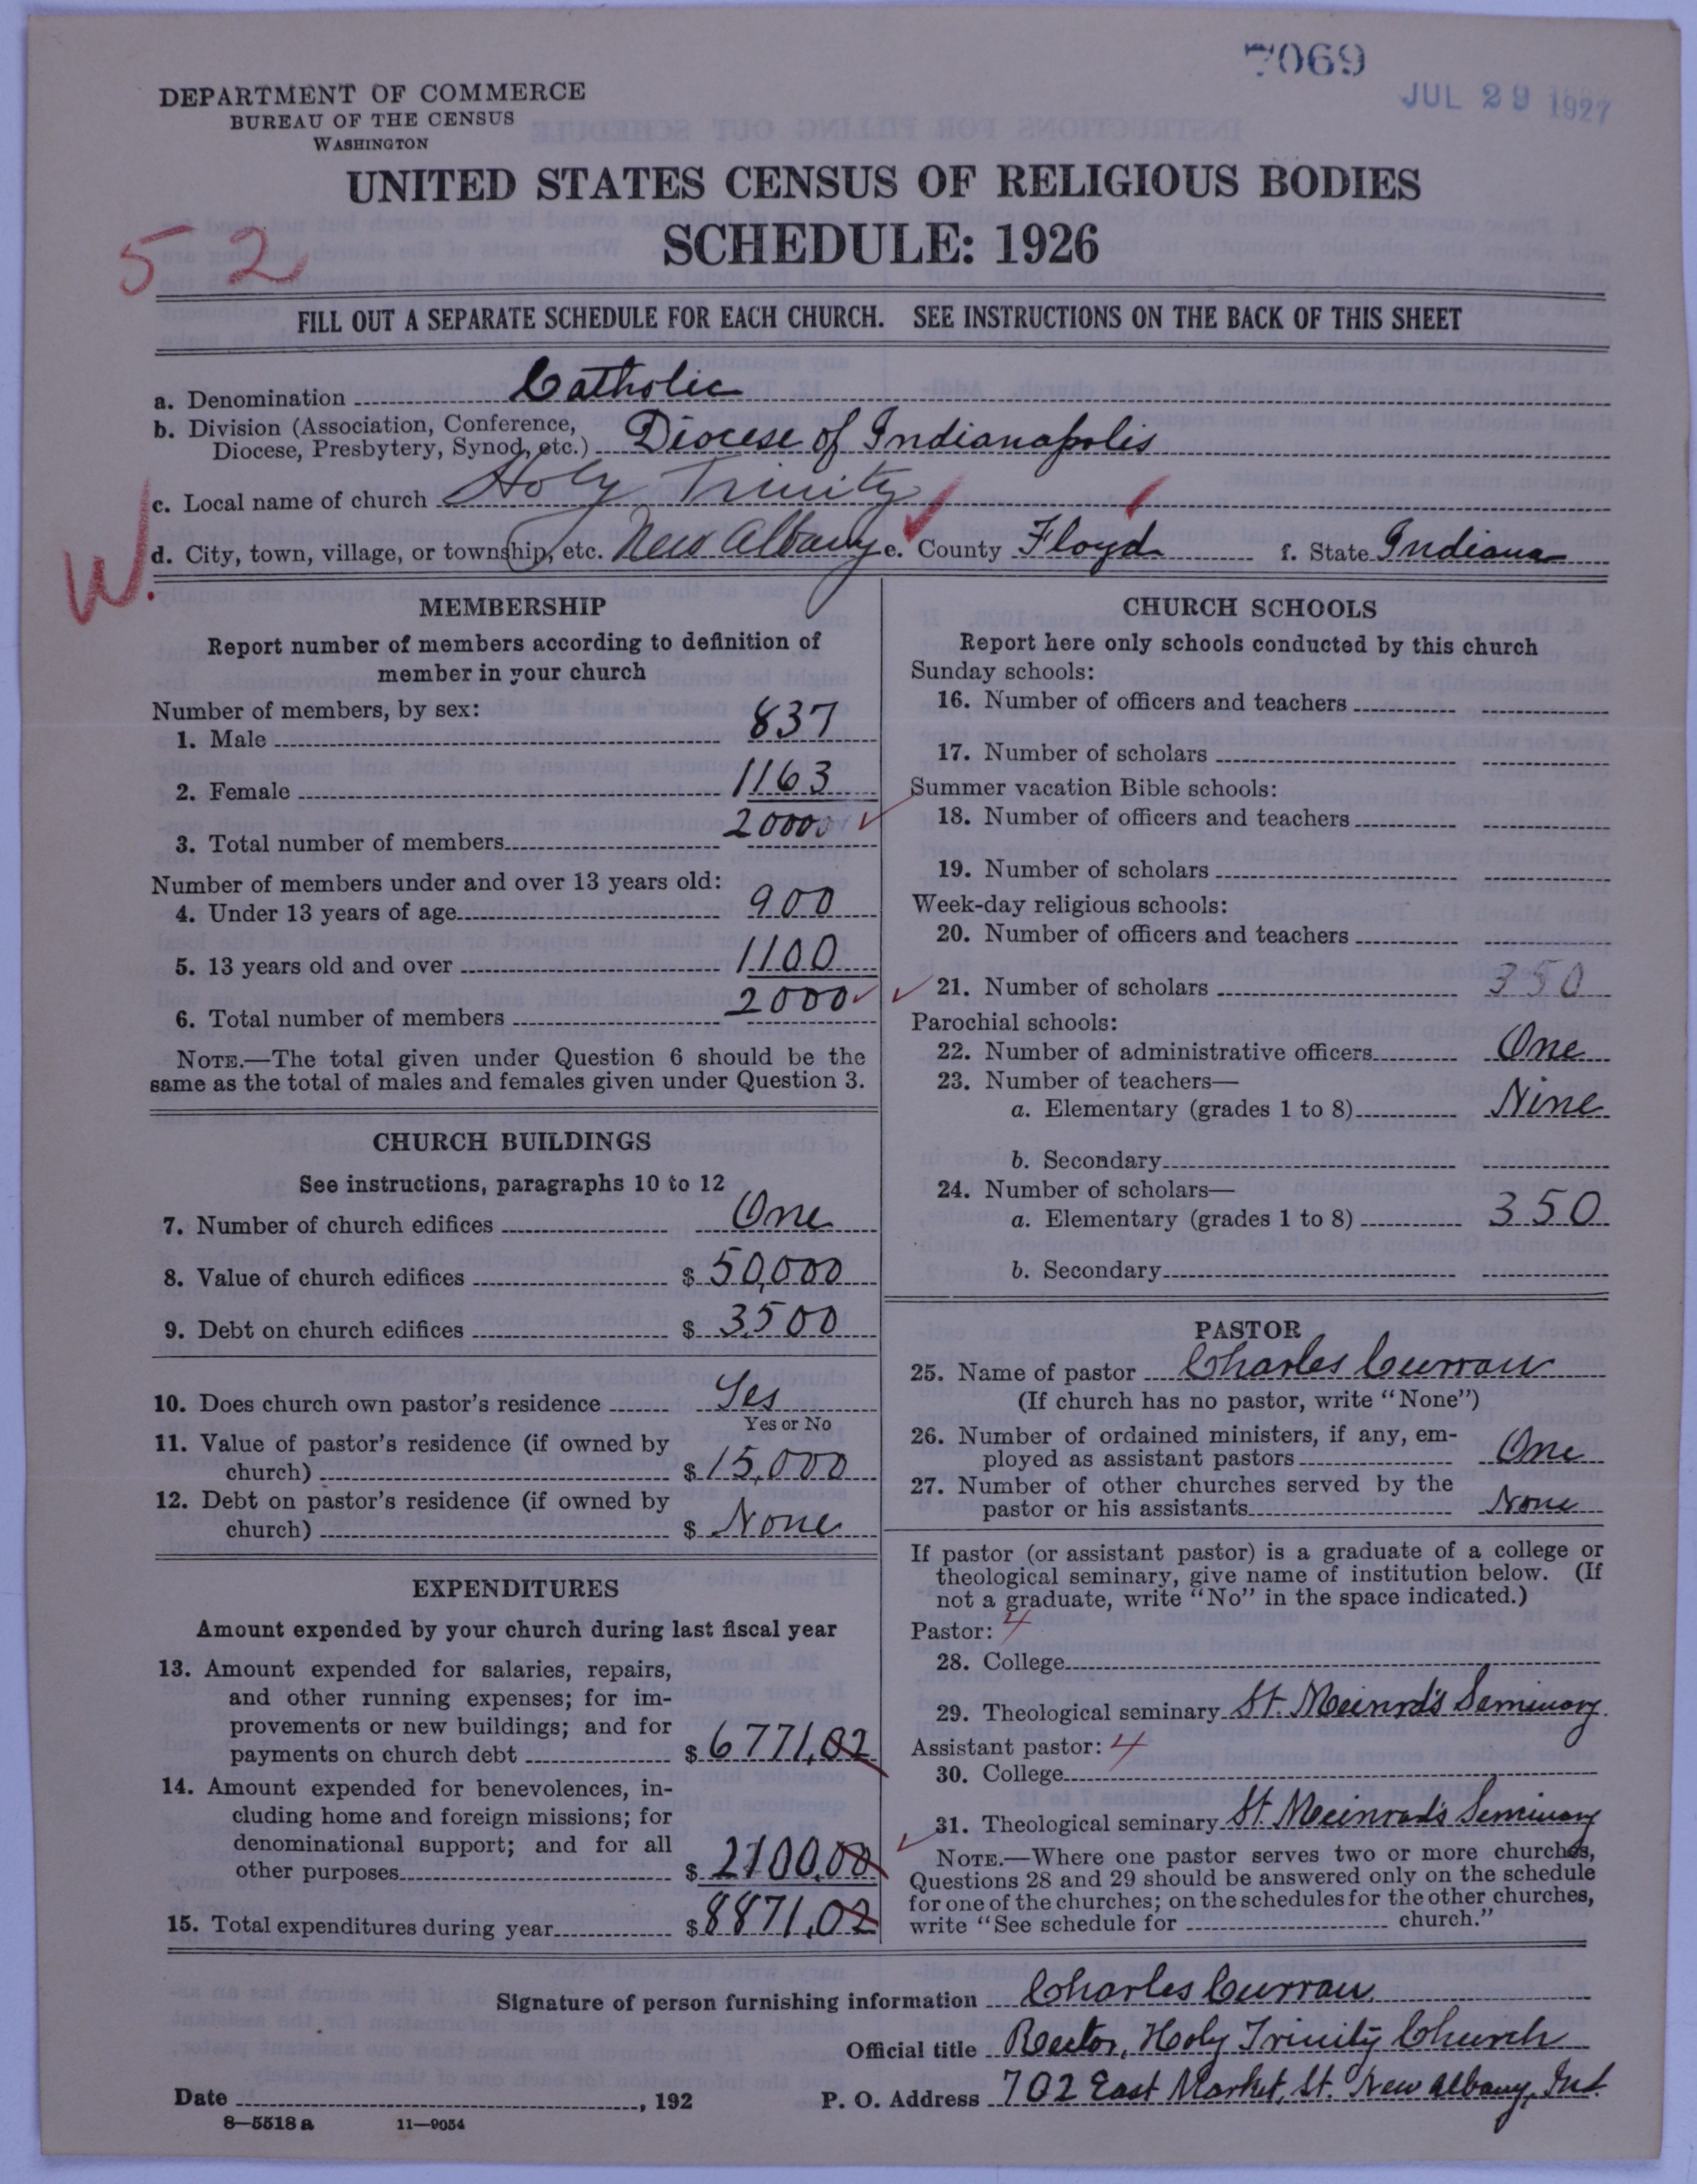 7069
JUL 29 1927
DEPARTMENT OF COMMERCE
BUREAU OF THE CENSUS
WASHINGTON
UNITED STATES CENSUS OF RELIGIOUS BODIES
SCHEDULE: 1926
52
FILL OUT A SEPARATE SCHEDULE FOR EACH CHURCH. SEE INSTRUCTIONS ON THE BACK OF THIS SHEET
a. Denomination Catholic
b. Division (Association, Conference,
Diocese, Presbytery, Synod, etc.) Diocese of Indianapolis
c. Local name of church Holy Trinity
W.
d. City, town, village, or township, etc. New Albany e. County Floyd f. State Indiana
MEMBERSHIP
Report number of members according to definition of
member in your church
Number of members, by sex:
1. Male 837
2. Female 1163
3. Total number of members 20000
Number of members under and over 13 years old:
4. Under 13 years of age 900
5. 13 years old and over 1100
6. Total number of members 2000
NOTE.—The total given under Question 6 should be the
same as the total of males and females given under Question 3.
CHURCH BUILDINGS
See instructions, paragraphs 10 to 12
7. Number of church edifices One
8. Value of church edifices $ 50,000
9. Debt on church edifices $ 3500
10. Does church own pastor's residence Yes
Yes or No
11. Value of pastor's residence (if owned by
church) $ 15,000
12. Debt on pastor's residence (if owned by
church) $ None
EXPENDITURES
Amount expended by your church during last fiscal year
13. Amount expended for salaries, repairs,
and other running expenses; for im-
provements or new buildings; and for
payments on church debt $ 6771,02
14. Amount expended for benevolences, in-
cluding home and foreign missions; for
denominational support; and for all
other purposes $ 2100,00
15. Total expenditures during year $ 8871,02
CHURCH SCHOOLS
Report here only schools conducted by this church
Sunday schools:
16. Number of officers and teachers
17. Number of scholars
Summer vacation Bible schools:
18. Number of officers and teachers
19. Number of scholars
Week-day religious schools:
20. Number of officers and teachers
21. Number of scholars 350
Parochial schools:
22. Number of administrative officers One
23. Number of teachers—
a. Elementary (grades 1 to 8) Nine
b. Secondary
24. Number of scholars—
a. Elementary (grades 1 to 8) 350
b. Secondary
PASTOR
25. Name of pastor Charles Curran
(If church has no pastor, write "None")
26. Number of ordained ministers, if any, em-
ployed as assistant pastors One
27. Number of other churches served by the
pastor or his assistants None
If pastor (or assistant pastor) is a graduate of a college or
theological seminary, give name of institution below. (If
not a graduate, write "No" in the space indicated.)
Pastor: 4
28. College
29. Theological seminary St. Meinrd's Seminary
Assistant pastor: 4
30. College
31. Theological seminary St. Meinrad's Seminary
NOTE.—Where one pastor serves two or more churches,
Questions 28 and 29 should be answered only on the schedule
for one of the churches; on the schedules for the other churches,
write "See schedule for church."
Signature of person furnishing information Charles Curran
Official title Rector, Holy Trinity Church
Date , 192 P. O. Address 702 East Market, St. New Albany, Ind.
8—5518 a 11—9054